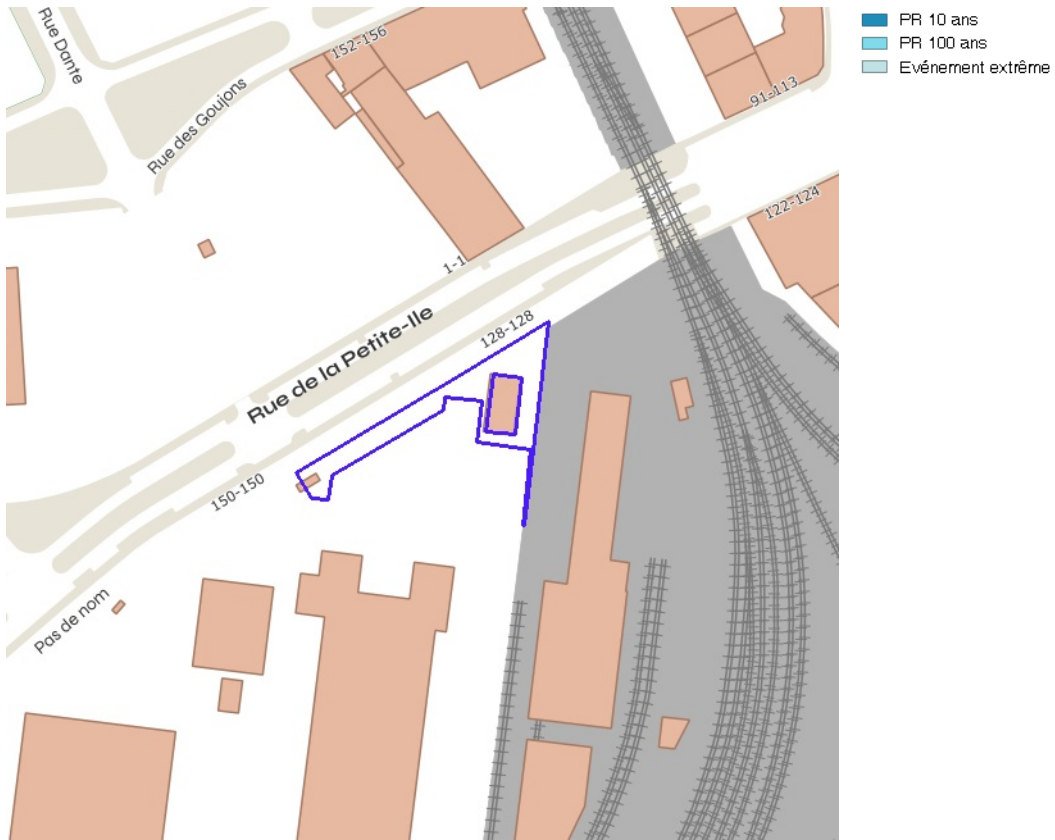 Rue Dante
152-156
Rue des Goujons
91-113
122-124
1-1
128-128
Rue de la Petite-Ile
150-150
Pas de nom
PR 10 ans
PR 100 ans
Evénement extrême